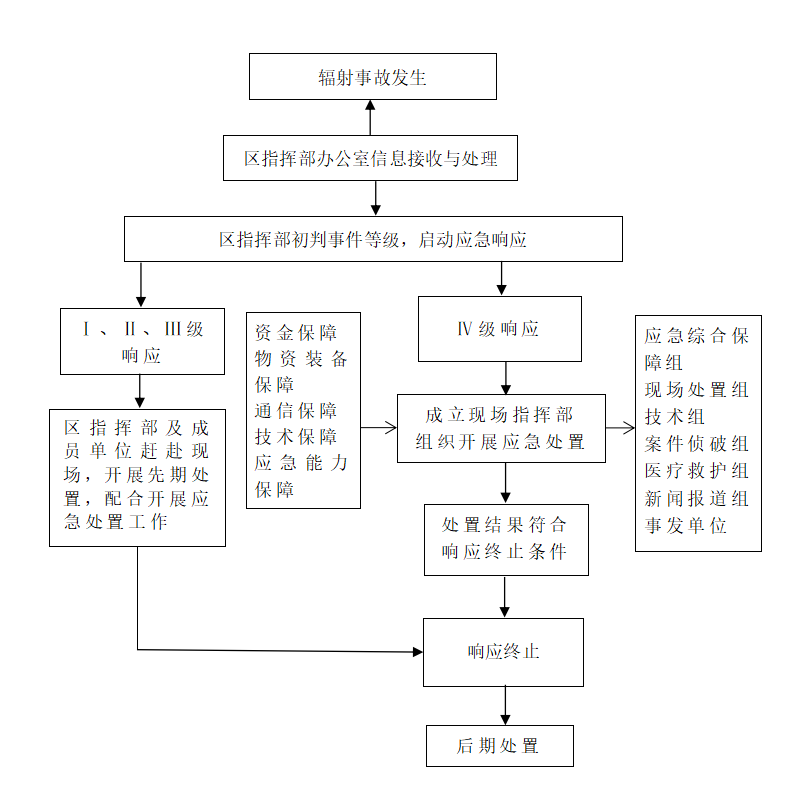 辐射事故发生
区指挥部办公室信息接收与处理
区指挥部初判事件等级，启动应急响应
Ⅰ、Ⅱ、Ⅲ级
响应
区指挥部及成
员单位赶赴现
场，开展先期处
置，配合开展应
急处置工作
资金保障
物资装备
保障
通信保障
技术保障
应急能力
保障
Ⅳ级响应
成立现场指挥部
组织开展应急处置
应急综合保
障组
现场处置组
技术组
案件侦破组
医疗救护组
新闻报道组
事发单位
处置结果符合
响应终止条件
响应终止
后期处置